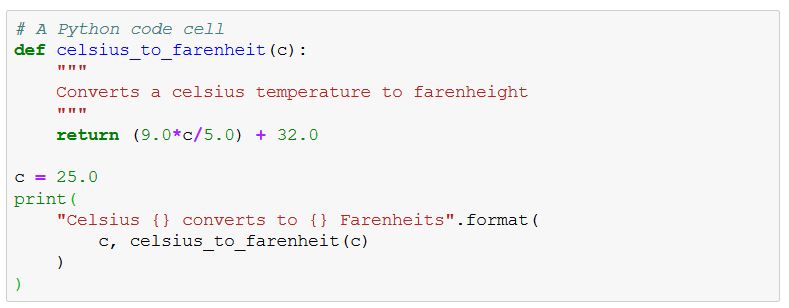 # A Python code cell
def celsius_to_farenheit(c):
    """
    Converts a celsius temperature to farenheight
    """
    return (9.0*c/5.0) + 32.0

c = 25.0
print(
    "Celsius {} converts to {} Farenheits".format(
        c, celsius_to_farenheit(c)
    )
)